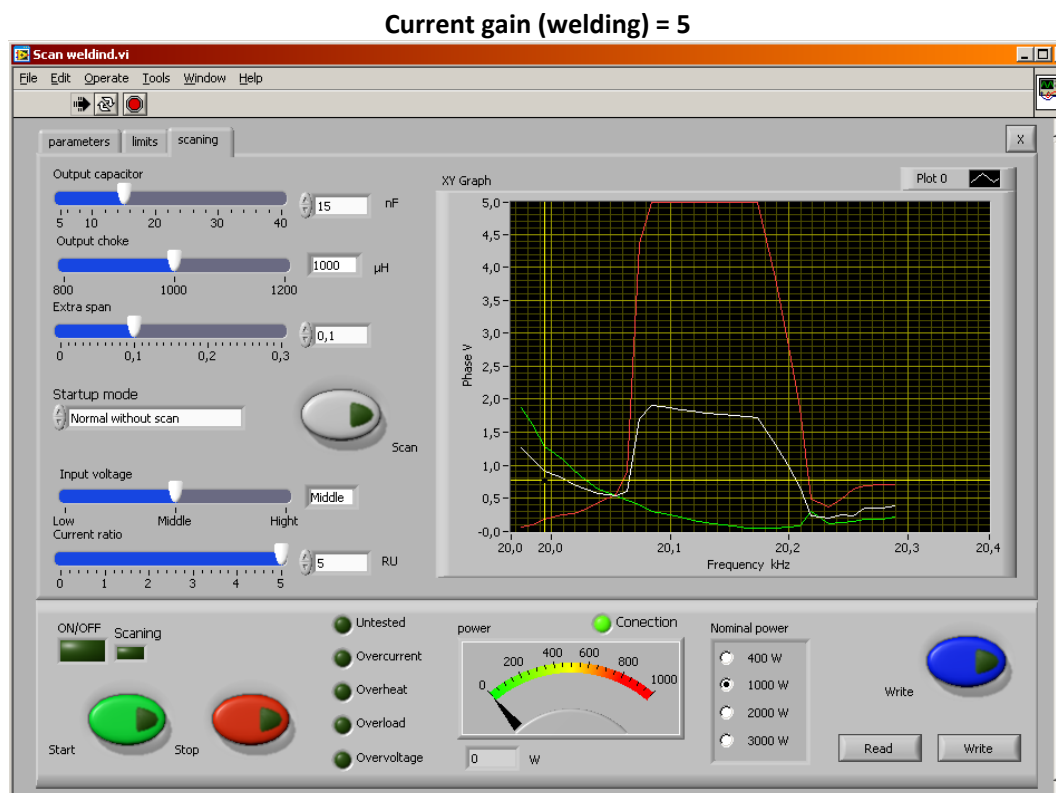 Current gain (welding) = 5
Scan weldind.vi
File Edit Operate Tools Window Help
parameters limits scaning X
Output capacitor
15 nF
5 10 20 30 40
Output choke
1000 µH
800 1000 1200
Extra span
0,1
0 0,1 0,2 0,3
Startup mode
Normal without scan
Scan
Input voltage
Middle
Low Middle Hight
Current ratio
5 RU
0 1 2 3 4 5
XY Graph
Plot 0
5,0
4,5
4,0
3,5
3,0
2,5
2,0
1,5
1,0
0,5
-0,0
Phase V
20,0 20,0 20,1 20,2 20,3 20,4
Frequency kHz
ON/OFF Scaning
Start Stop
Untested
Overcurrent
Overheat
Overload
Overvoltage
power
Conection
0 200 400 600 800 1000
0 W
Nominal power
400 W
1000 W
2000 W
3000 W
Write
Read Write